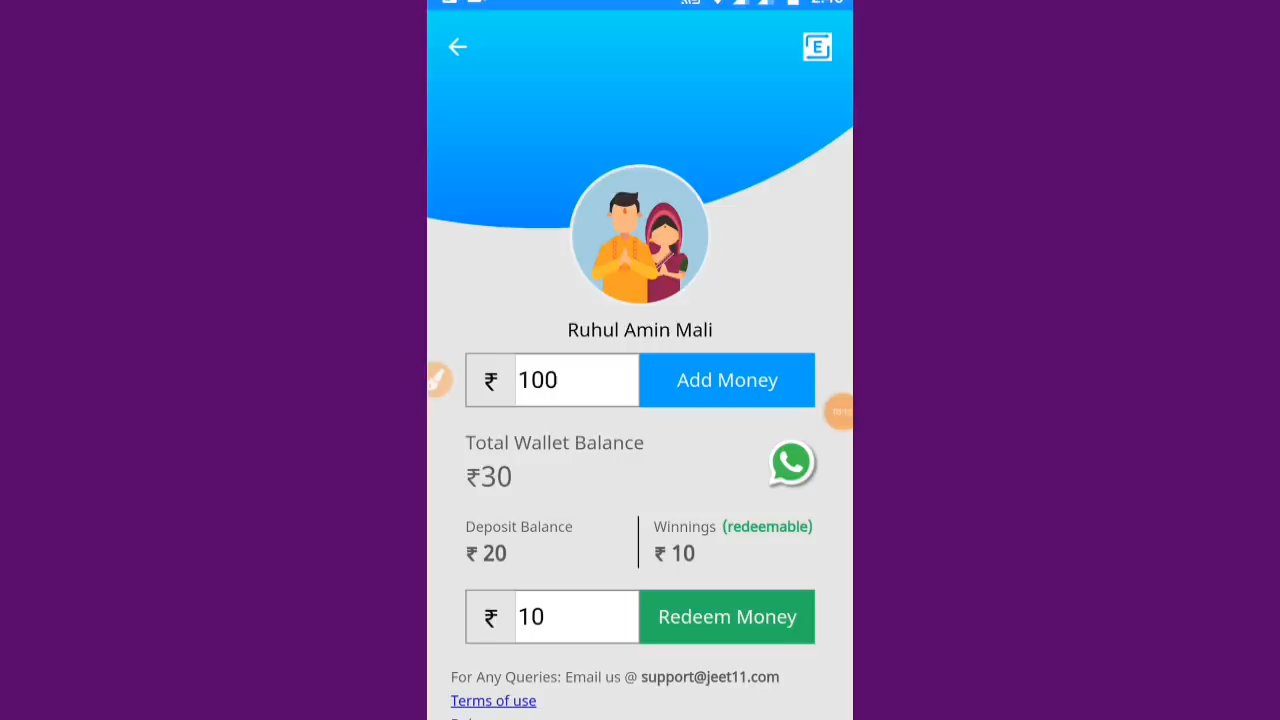 E
Ruhul Amin Mali
₹ 100 Add Money
Total Wallet Balance
₹30
Deposit Balance
₹ 20
Winnings (redeemable)
₹ 10
₹ 10 Redeem Money
For Any Queries: Email us @ support@jeet11.com
Terms of use